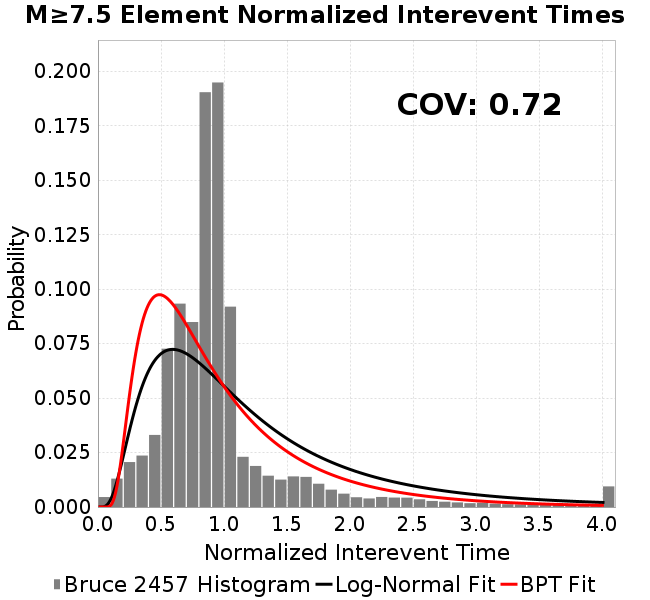 M≥7.5 Element Normalized Interevent Times
COV: 0.72
Probability
0.200
0.175
0.150
0.125
0.100
0.075
0.050
0.025
0.000
0.0 0.5 1.0 1.5 2.0 2.5 3.0 3.5 4.0
Normalized Interevent Time
Bruce 2457 Histogram Log-Normal Fit BPT Fit